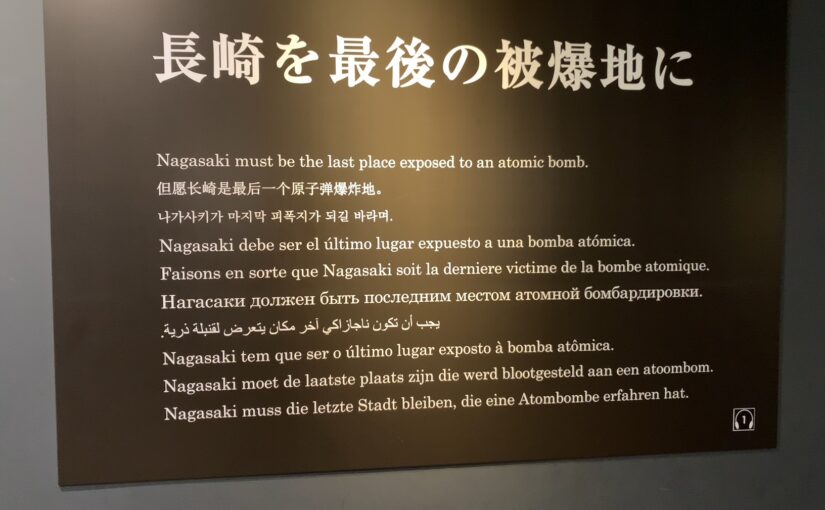 長崎を最後の被爆地に
Nagasaki must be the last place exposed to an atomic bomb.
但愿长崎是最后一个原子弹爆炸地。
나가사키가 마지막 피폭지가 되길 바라며.
Nagasaki debe ser el último lugar expuesto a una bomba atómica.
Faisons en sorte que Nagasaki soit la derniere victime de la bombe atomique.
Нагасаки должен быть последним местом атомной бомбардировки.
يجب أن تكون ناجازاكي آخر مكان يتعرض لقنبلة ذرية.
Nagasaki tem que ser o último lugar exposto à bomba atômica.
Nagasaki moet de laatste plaats zijn die werd blootgesteld aan een atoombom.
Nagasaki muss die letzte Stadt bleiben, die eine Atombombe erfahren hat.
1